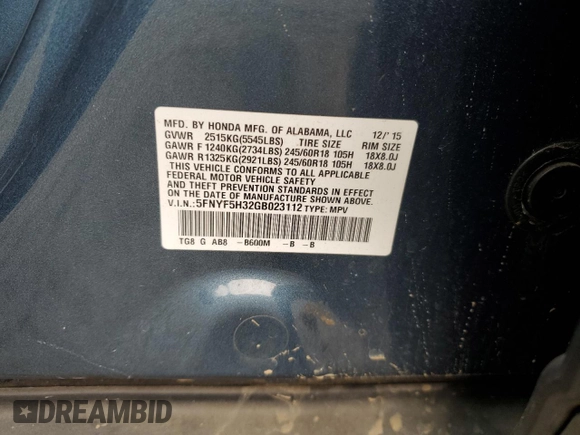 MFD. BY HONDA MFG. OF ALABAMA, LLC 12/'15
GVWR 2515KG(5545LBS) TIRE SIZE RIM SIZE
GAWR F 1240KG(2734LBS) 245/60R18 105H 18X8.0J
GAWR R 1325KG(2921LBS) 245/60R18 105H 18X8.0J
THIS VEHICLE CONFORMS TO ALL APPLICABLE
FEDERAL MOTOR VEHICLE SAFETY
AND THEFT PREVENTION STANDARDS IN EFFECT
ON THE DATE OF MANUFACTURE SHOWN
ABOVE.
V.I.N.: 5FNYF5H32GB023112 TYPE: MPV
TG8 G AB8 -B600M -B -B
DREAMBID